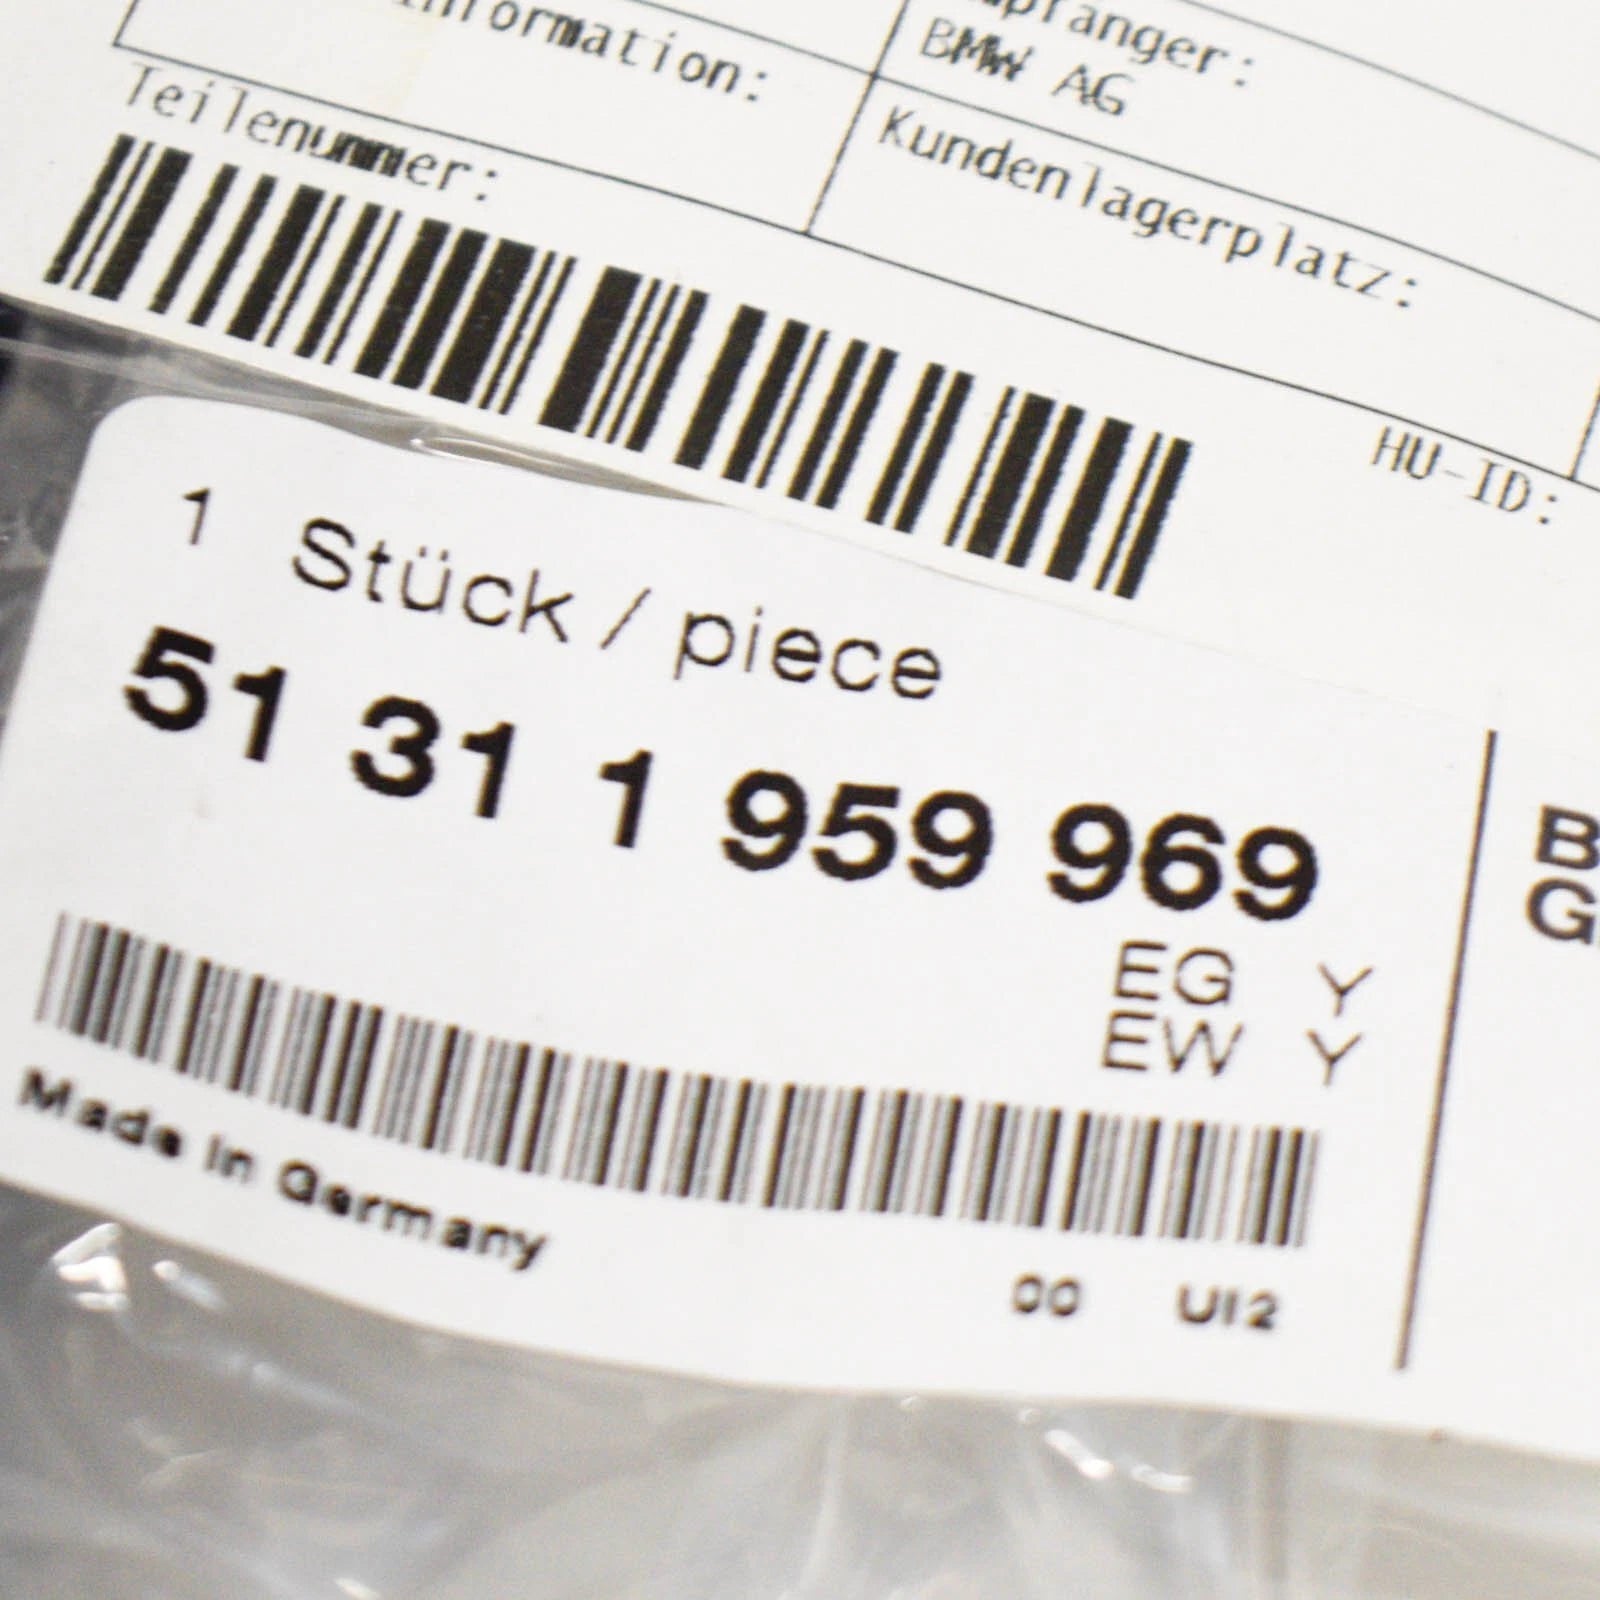 Information:
Empfänger:
BMW AG
Teilenummer:
Kundenlagerplatz:
HU-ID:
1 Stück / piece
51 31 1 959 969
EG Y
EW Y
Made in Germany
00 UI2